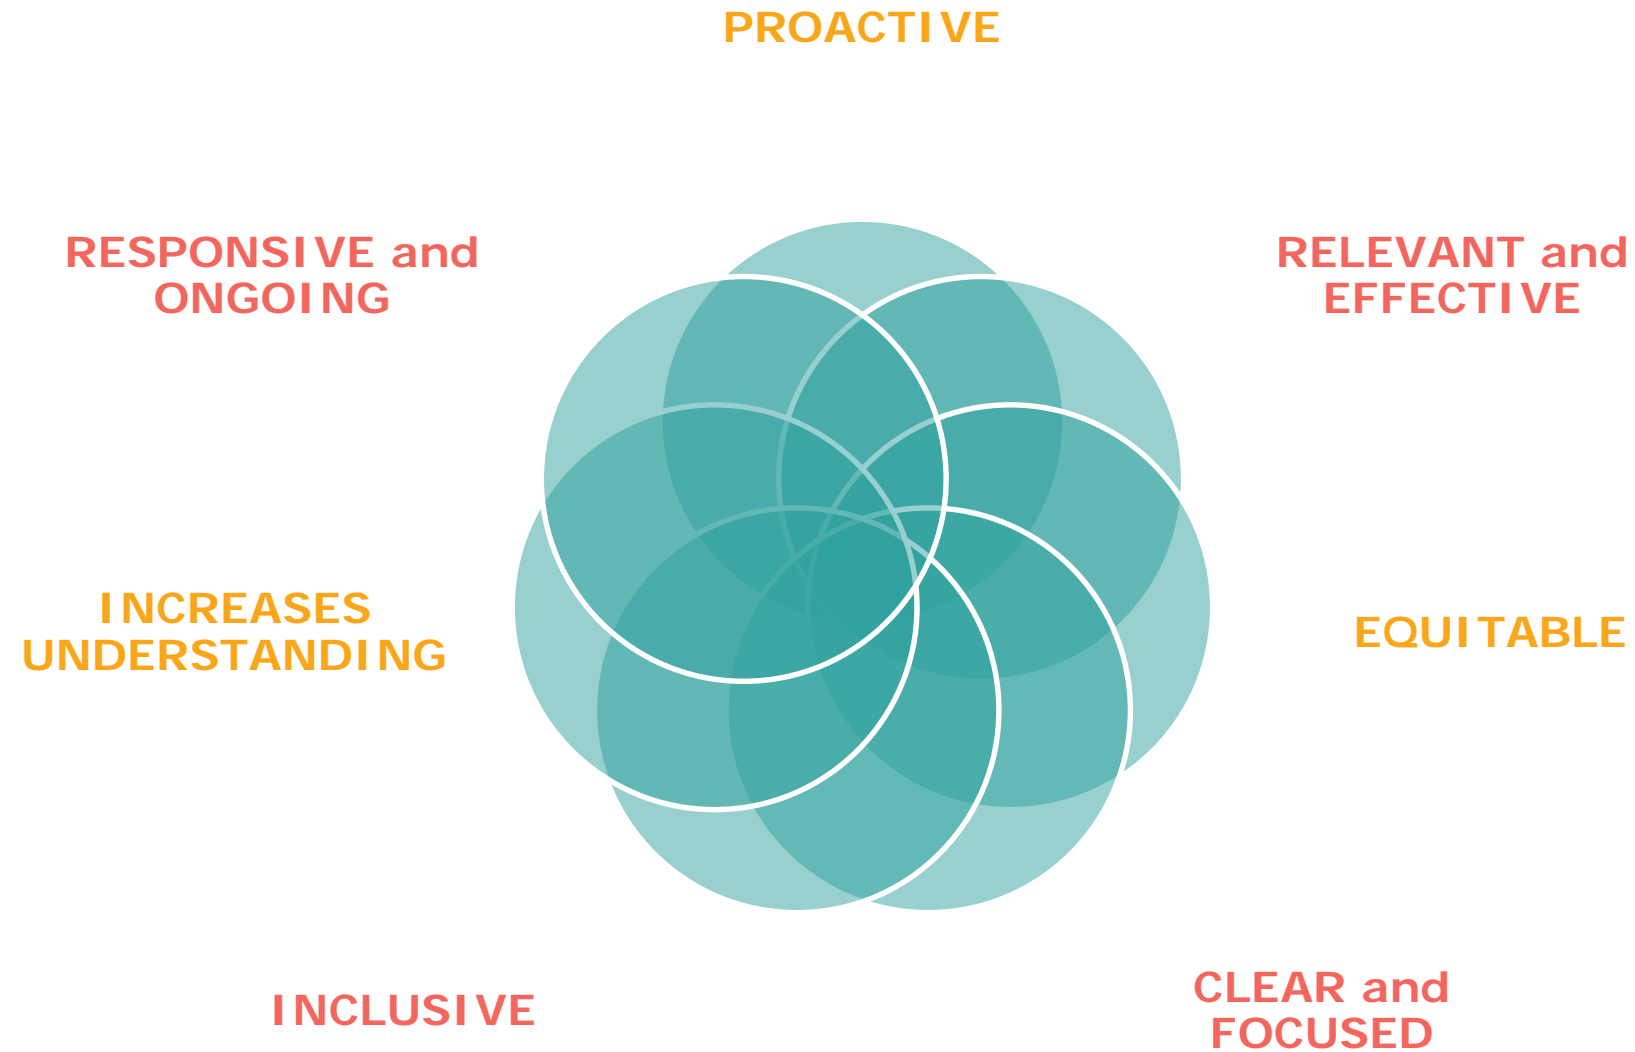 PROACTIVE
RESPONSIVE and
ONGOING
RELEVANT and
EFFECTIVE
INCREASES
UNDERSTANDING
EQUITABLE
INCLUSIVE
CLEAR and
FOCUSED